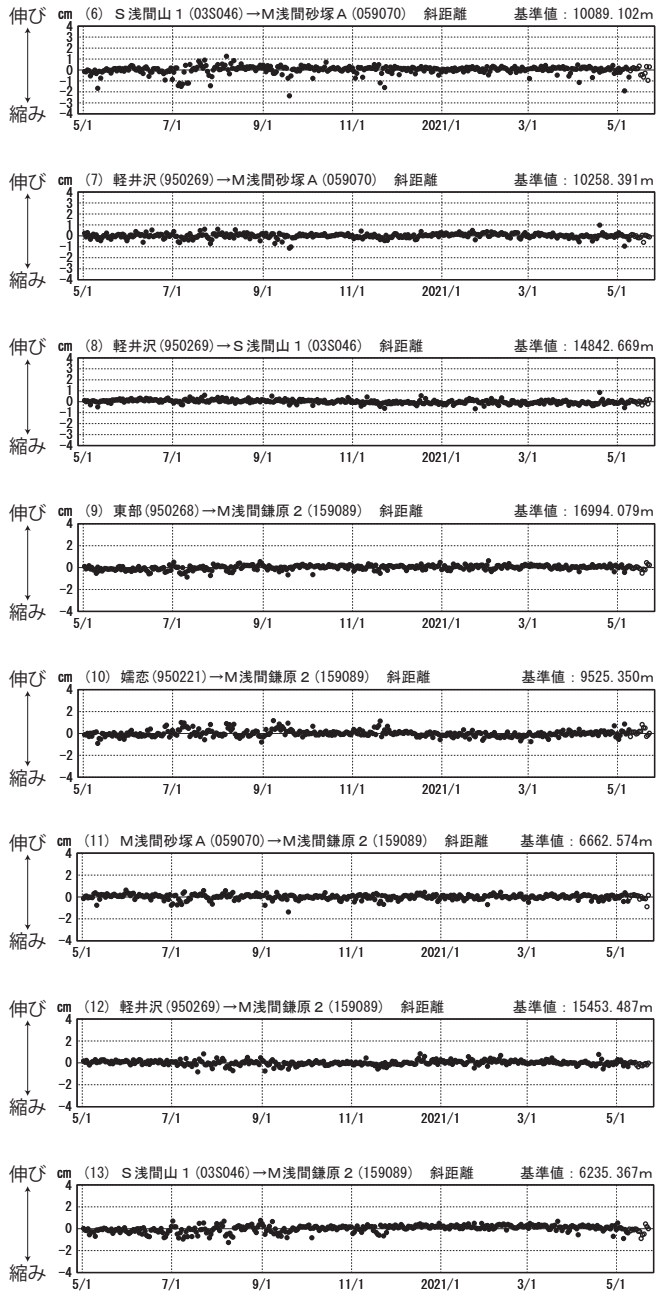 伸び cm (6) Ｓ浅間山１(03S046)→Ｍ浅間砂塚Ａ(059070) 斜距離 基準値：10089.102m
4
3
2
1
0
-1
-2
-3
-4
縮み
5/1 7/1 9/1 11/1 2021/1 3/1 5/1
伸び cm (7) 軽井沢(950269)→Ｍ浅間砂塚Ａ(059070) 斜距離 基準値：10258.391m
4
3
2
1
0
-1
-2
-3
-4
縮み
5/1 7/1 9/1 11/1 2021/1 3/1 5/1
伸び cm (8) 軽井沢(950269)→Ｓ浅間山１(03S046) 斜距離 基準値：14842.669m
4
3
2
1
0
-1
-2
-3
-4
縮み
5/1 7/1 9/1 11/1 2021/1 3/1 5/1
伸び cm (9) 東部(950268)→Ｍ浅間鎌原２(159089) 斜距離 基準値：16994.079m
4
2
0
-2
-4
縮み
5/1 7/1 9/1 11/1 2021/1 3/1 5/1
伸び cm (10) 嬬恋(950221)→Ｍ浅間鎌原２(159089) 斜距離 基準値：9525.350m
4
2
0
-2
-4
縮み
5/1 7/1 9/1 11/1 2021/1 3/1 5/1
伸び cm (11) Ｍ浅間砂塚Ａ(059070)→Ｍ浅間鎌原２(159089) 斜距離 基準値：6662.574m
4
2
0
-2
-4
縮み
5/1 7/1 9/1 11/1 2021/1 3/1 5/1
伸び cm (12) 軽井沢(950269)→Ｍ浅間鎌原２(159089) 斜距離 基準値：15453.487m
4
2
0
-2
-4
縮み
5/1 7/1 9/1 11/1 2021/1 3/1 5/1
伸び cm (13) Ｓ浅間山１(03S046)→Ｍ浅間鎌原２(159089) 斜距離 基準値：6235.367m
4
2
0
-2
-4
縮み
5/1 7/1 9/1 11/1 2021/1 3/1 5/1